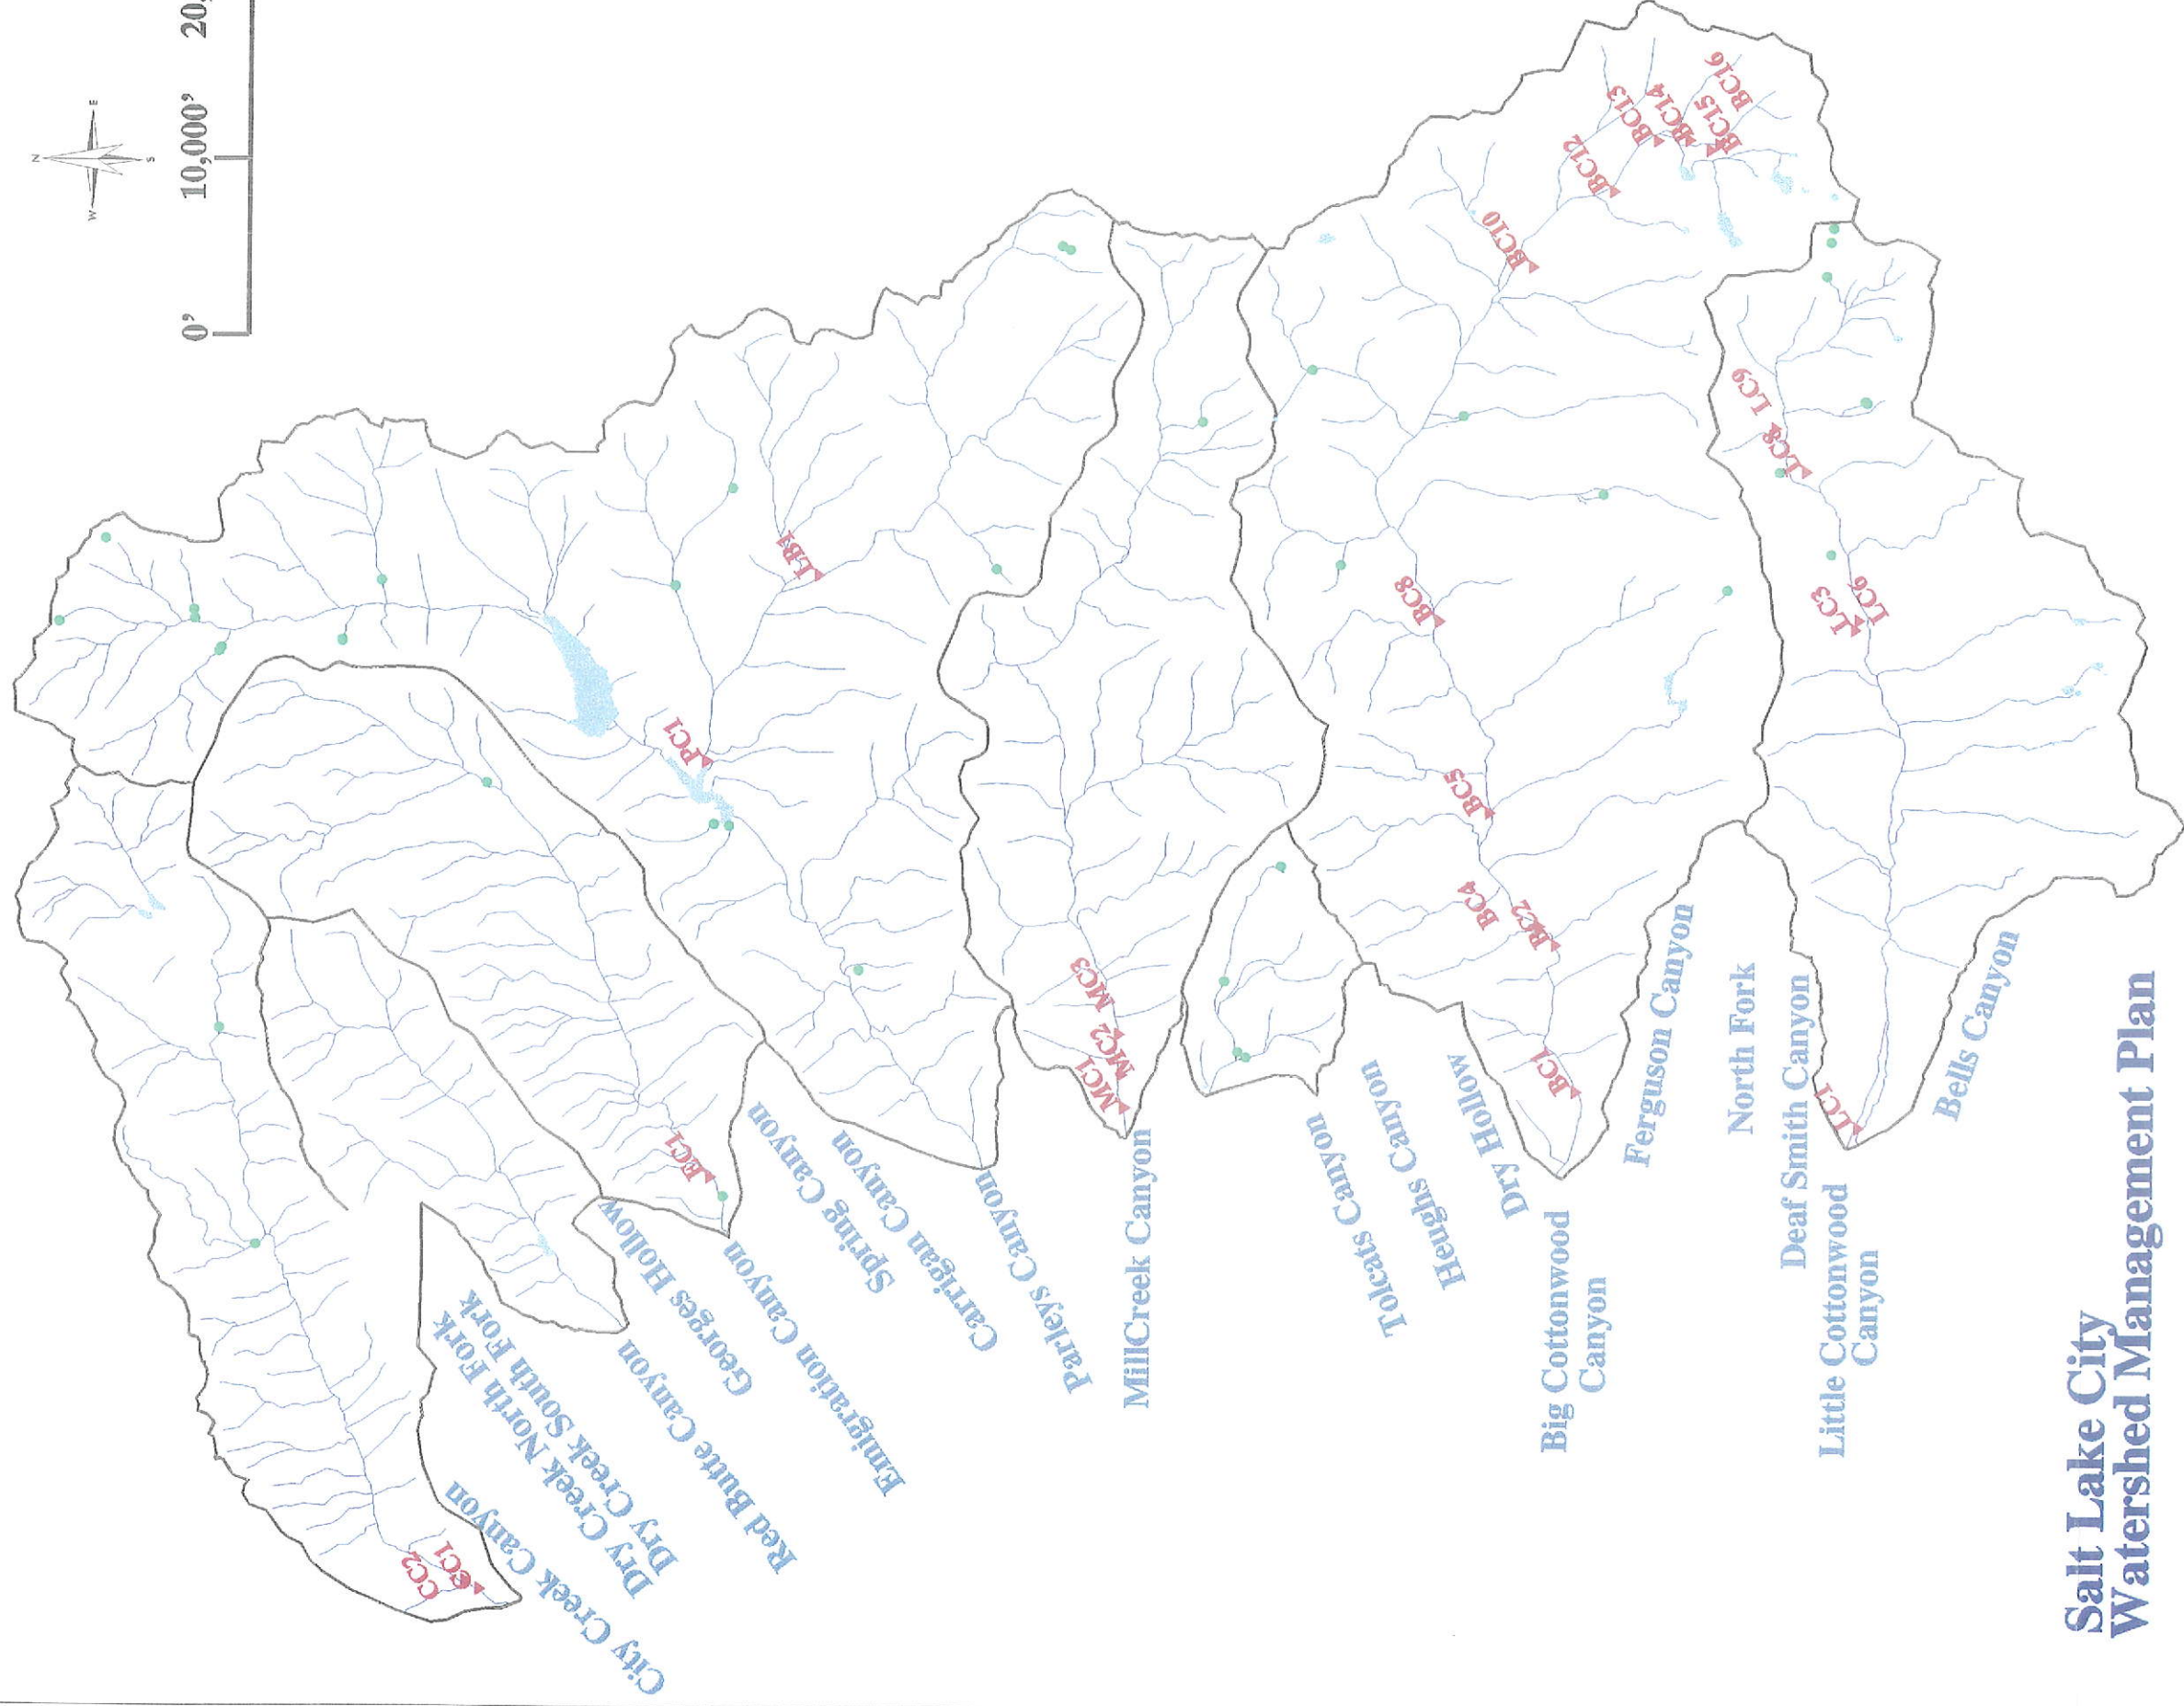 N
W
E
S
0'
10,000'
CC2
CC1
EC1
PC1
LB1
MC1
MC2
MC3
BC1
BC2
BC4
BC5
BC8
BC10
BC12
BC13
BC14
BC15
BC16
LC1
LC3
LC6
LC8
LC9
City Creek Canyon
Dry Creek North Fork
Dry Creek South Fork
Red Butte Canyon
Georges Hollow
Emigration Canyon
Spring Canyon
Carrigan Canyon
Parleys Canyon
MillCreek Canyon
Tolcats Canyon
Heughs Canyon
Dry Hollow
Big Cottonwood
Canyon
Ferguson Canyon
North Fork
Deaf Smith Canyon
Little Cottonwood
Canyon
Bells Canyon
Salt Lake City
Watershed Management Plan